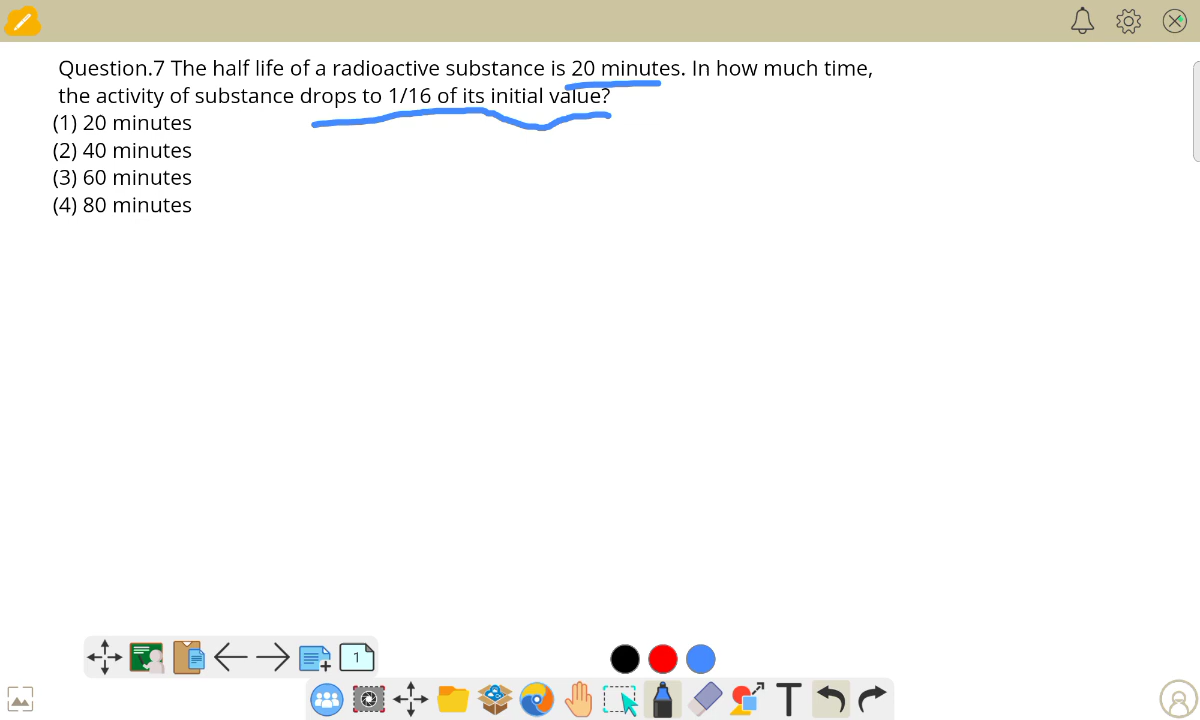 Question.7 The half life of a radioactive substance is 20 minutes. In how much time,
the activity of substance drops to 1/16 of its initial value?
(1) 20 minutes
(2) 40 minutes
(3) 60 minutes
(4) 80 minutes
1
T